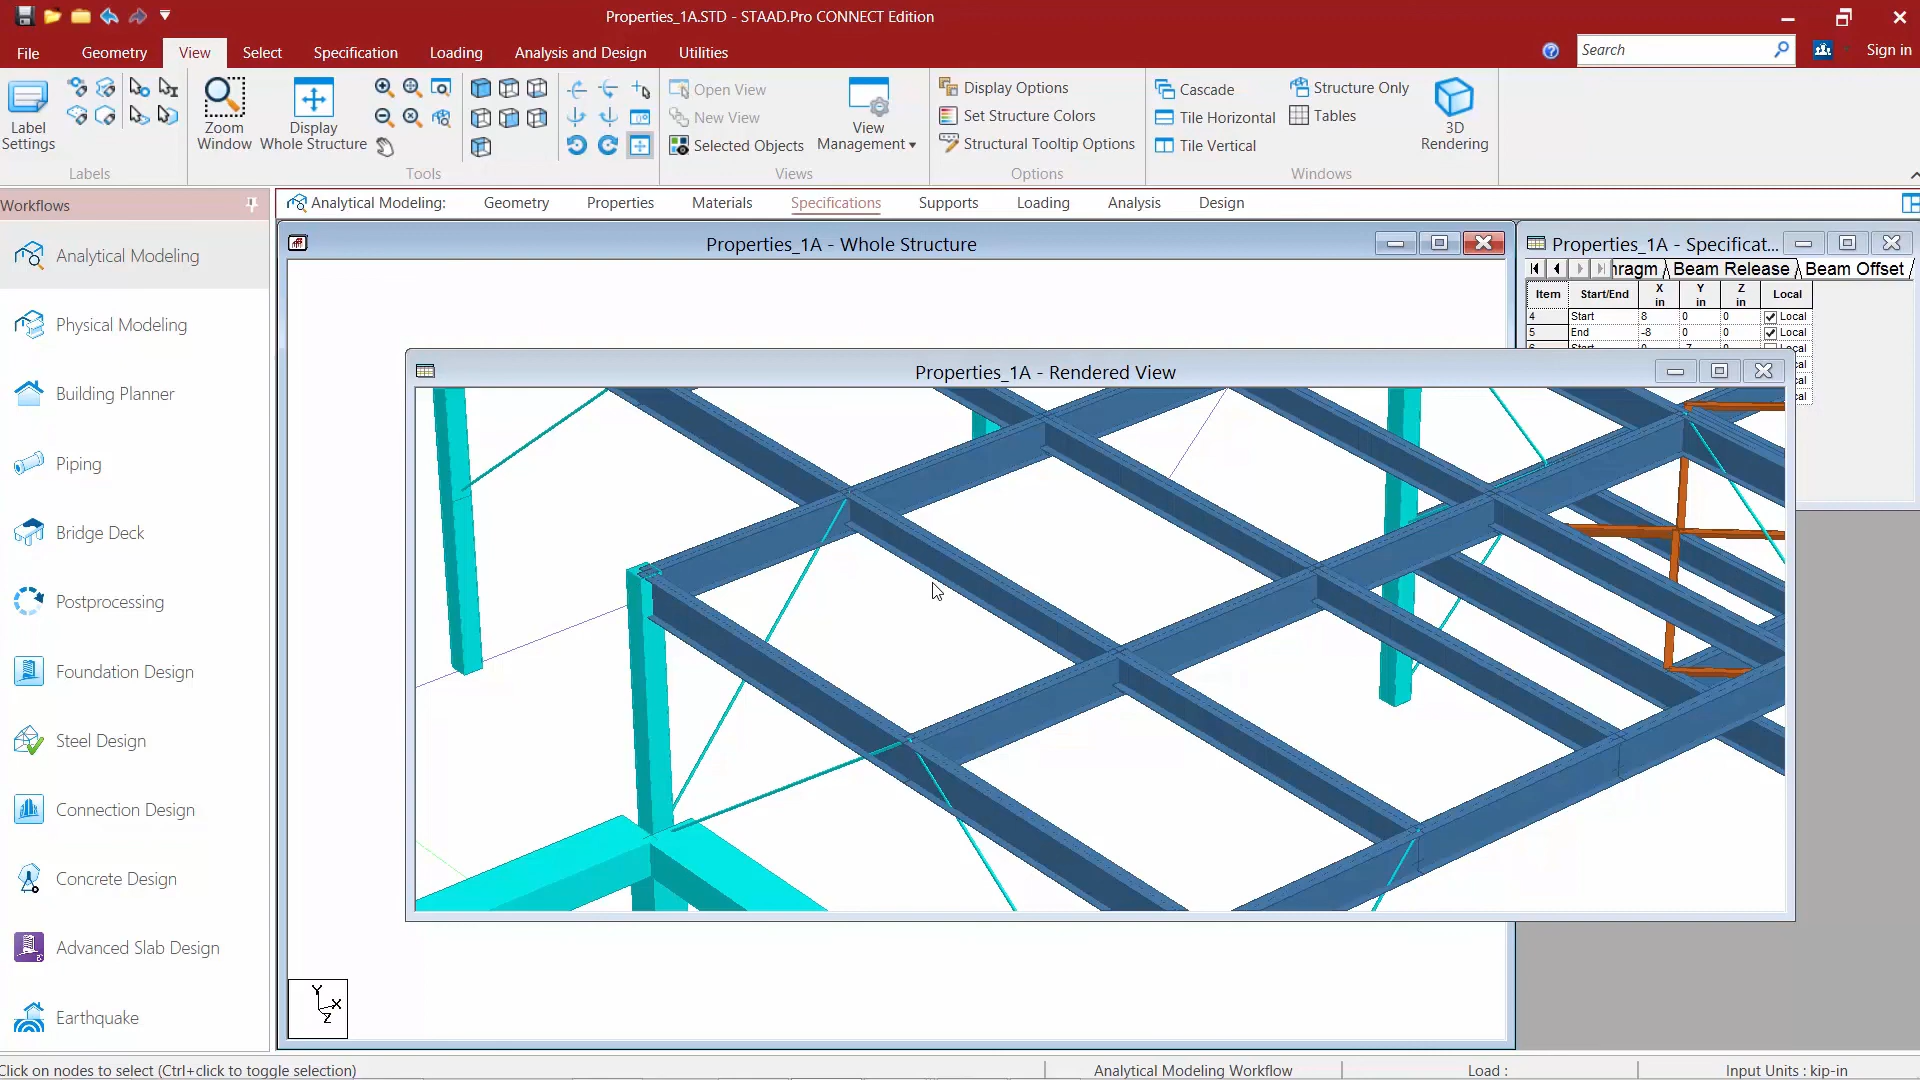 Properties_1A.STD - STAAD.Pro CONNECT Edition
File
Geometry
View
Select
Specification
Loading
Analysis and Design
Utilities
Search
Sign in
Label
Settings
Labels
Zoom
Window
Display
Whole Structure
Tools
Open View
New View
Selected Objects
View
Management
Views
Display Options
Set Structure Colors
Structural Tooltip Options
Options
Cascade
Tile Horizontal
Tile Vertical
Structure Only
Tables
3D
Rendering
Windows
Workflows
Analytical Modeling
Physical Modeling
Building Planner
Piping
Bridge Deck
Postprocessing
Foundation Design
Steel Design
Connection Design
Concrete Design
Advanced Slab Design
Earthquake
Analytical Modeling:
Geometry
Properties
Materials
Specifications
Supports
Loading
Analysis
Design
Properties_1A - Whole Structure
Properties_1A - Specificat...
hragm
Beam Release
Beam Offset
Item Start/End X in Y in Z in Local
4 Start 8 0 0 Local
5 End -8 0 0 Local
Properties_1A - Rendered View
Y
X
Z
Click on nodes to select (Ctrl+click to toggle selection)
Analytical Modeling Workflow
Load :
Input Units : kip-in